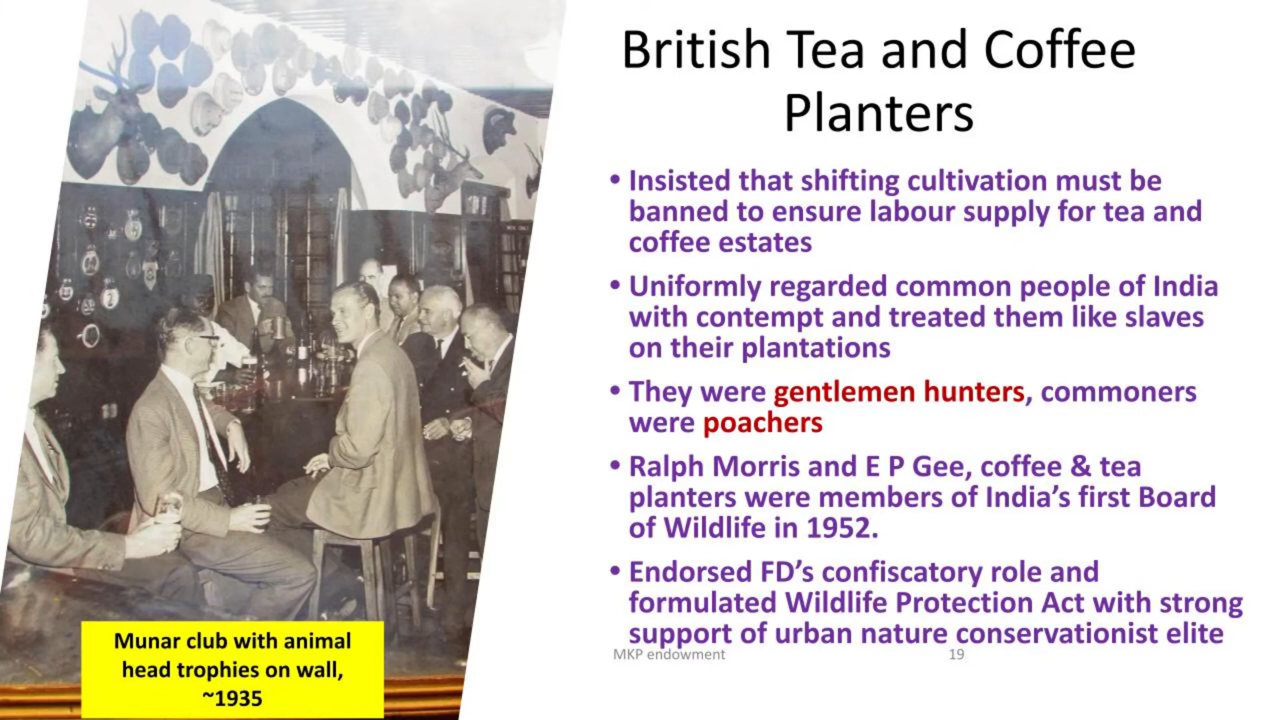 British Tea and Coffee
Planters
• Insisted that shifting cultivation must be
banned to ensure labour supply for tea and
coffee estates
• Uniformly regarded common people of India
with contempt and treated them like slaves
on their plantations
• They were gentlemen hunters, commoners
were poachers
• Ralph Morris and E P Gee, coffee & tea
planters were members of India’s first Board
of Wildlife in 1952.
• Endorsed FD’s confiscatory role and
formulated Wildlife Protection Act with strong
support of urban nature conservationist elite
Munar club with animal
head trophies on wall,
~1935
MKP endowment
19